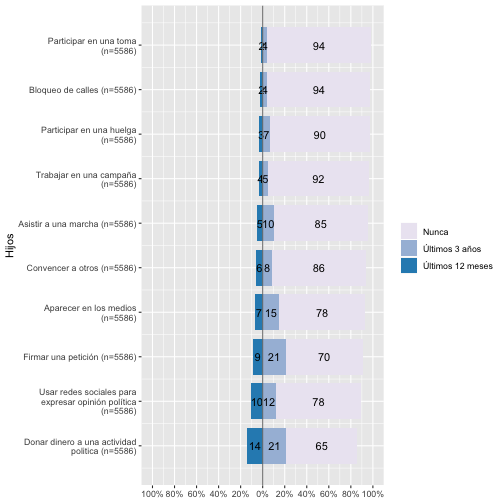 Hijos
Participar en una toma
(n=5586)
2 4 94
Bloqueo de calles (n=5586)
2 4 94
Participar en una huelga
(n=5586)
3 7 90
Trabajar en una campaña
(n=5586)
4 5 92
Asistir a una marcha (n=5586)
5 10 85
Convencer a otros (n=5586)
6 8 86
Aparecer en los medios
(n=5586)
7 15 78
Firmar una petición (n=5586)
9 21 70
Usar redes sociales para
expresar opinión política
(n=5586)
10 12 78
Donar dinero a una actividad
politica (n=5586)
14 21 65
100% 80% 60% 40% 20% 0% 20% 40% 60% 80% 100%
Nunca
Últimos 3 años
Últimos 12 meses